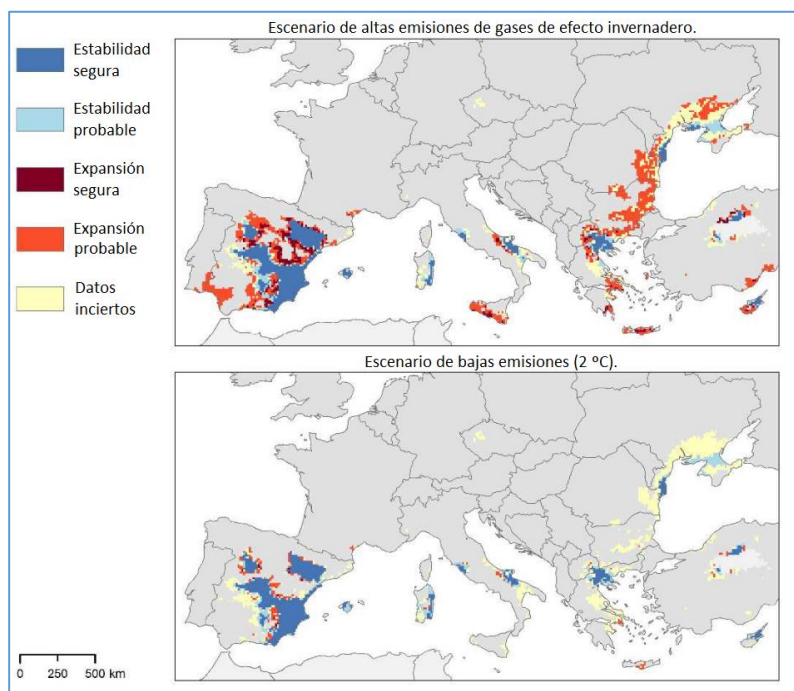 Escenario de altas emisiones de gases de efecto invernadero.
Estabilidad
segura
Estabilidad
probable
Expansión
segura
Expansión
probable
Datos
inciertos
Escenario de bajas emisiones (2 ºC).
0 250 500 km